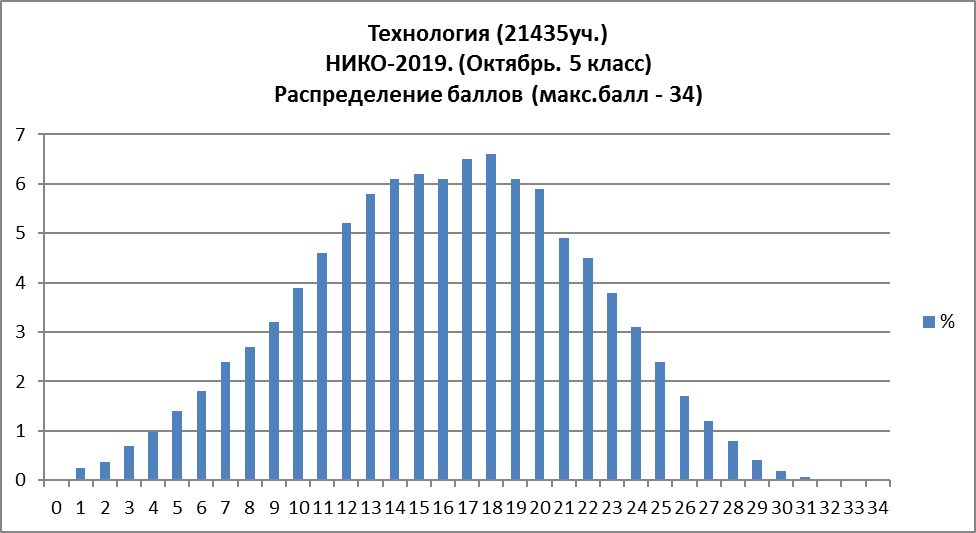 Технология (21435уч.)
НИКО-2019. (Октябрь. 5 класс)
Распределение баллов (макс.балл - 34)
7
6
5
4
3
2
1
0
0 1 2 3 4 5 6 7 8 9 10 11 12 13 14 15 16 17 18 19 20 21 22 23 24 25 26 27 28 29 30 31 32 33 34
%